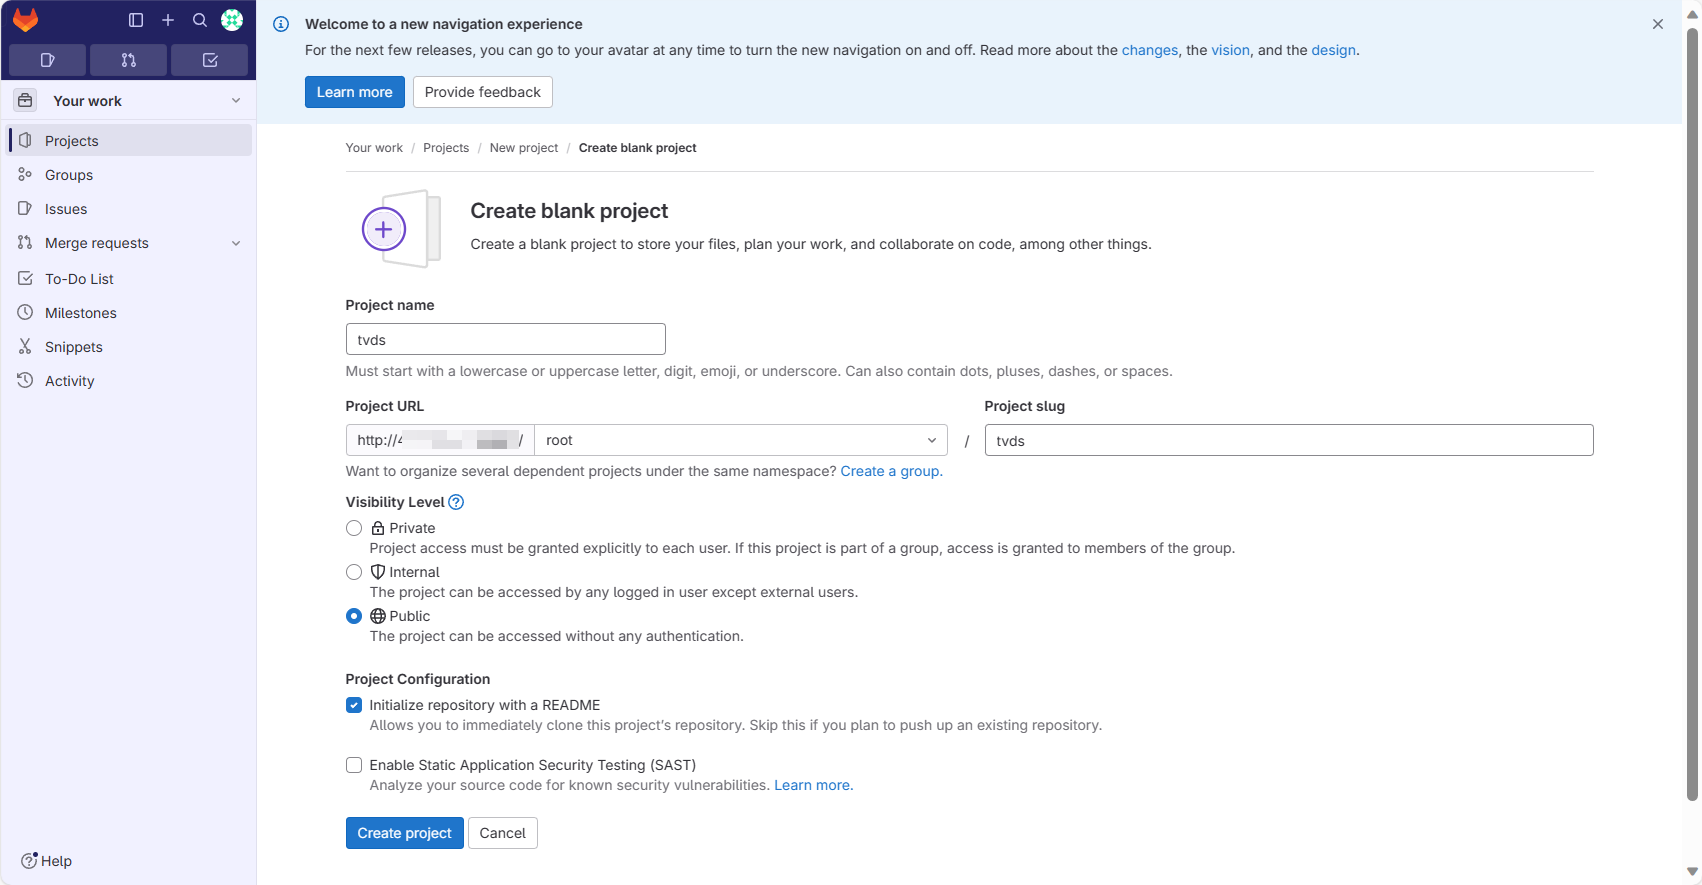 Welcome to a new navigation experience
For the next few releases, you can go to your avatar at any time to turn the new navigation on and off. Read more about the changes, the vision, and the design.
Learn more
Provide feedback
Your work
Projects
Groups
Issues
Merge requests
To-Do List
Milestones
Snippets
Activity
Help
Your work / Projects / New project / Create blank project
Create blank project
Create a blank project to store your files, plan your work, and collaborate on code, among other things.
Project name
tvds
Must start with a lowercase or uppercase letter, digit, emoji, or underscore. Can also contain dots, pluses, dashes, or spaces.
Project URL
http://4 /
root
/
Project slug
tvds
Want to organize several dependent projects under the same namespace? Create a group.
Visibility Level
Private
Project access must be granted explicitly to each user. If this project is part of a group, access is granted to members of the group.
Internal
The project can be accessed by any logged in user except external users.
Public
The project can be accessed without any authentication.
Project Configuration
Initialize repository with a README
Allows you to immediately clone this project's repository. Skip this if you plan to push up an existing repository.
Enable Static Application Security Testing (SAST)
Analyze your source code for known security vulnerabilities. Learn more.
Create project
Cancel